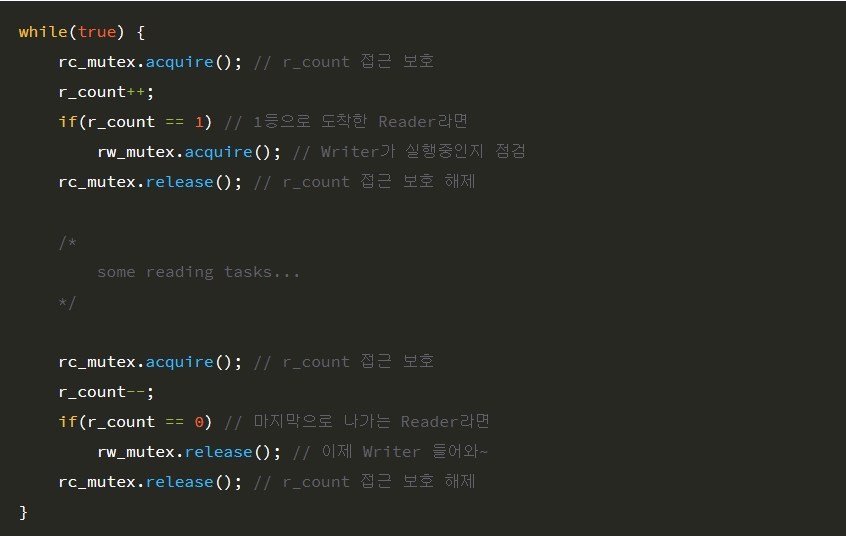 while(true) {
    rc_mutex.acquire(); // r_count 접근 보호
    r_count++;
    if(r_count == 1) // 1등으로 도착한 Reader라면
        rw_mutex.acquire(); // Writer가 실행중인지 점검
    rc_mutex.release(); // r_count 접근 보호 해제
    /*
        some reading tasks...
    */
    rc_mutex.acquire(); // r_count 접근 보호
    r_count--;
    if(r_count == 0) // 마지막으로 나가는 Reader라면
        rw_mutex.release(); // 이제 Writer 들어와~
    rc_mutex.release(); // r_count 접근 보호 해제
}